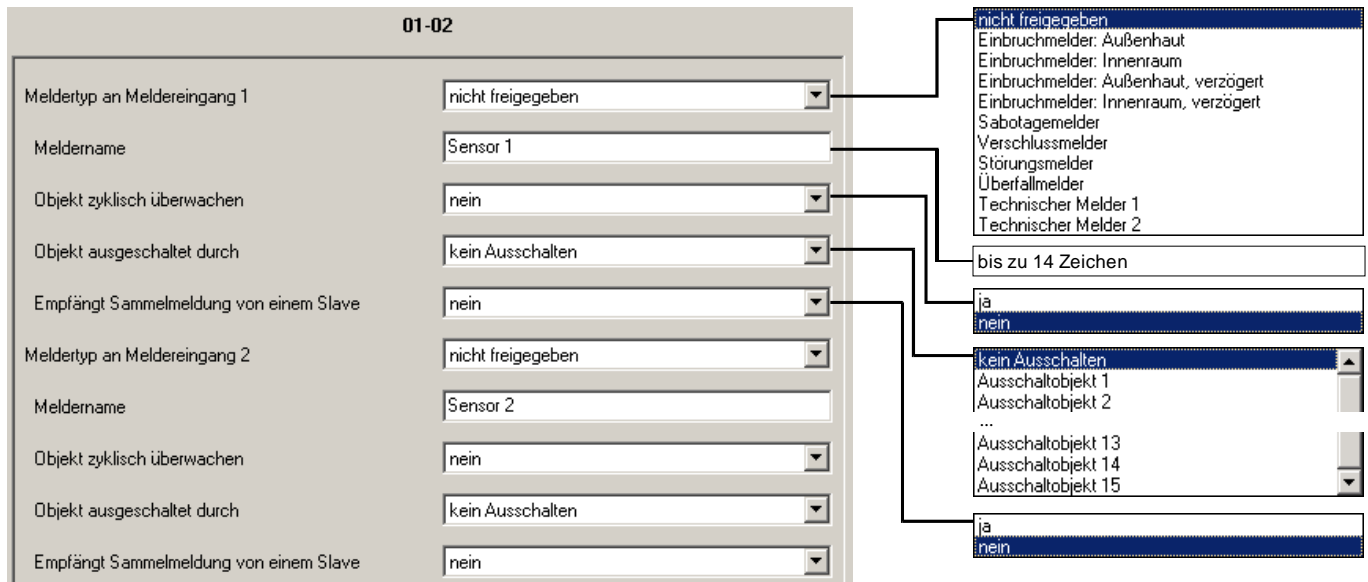 01-02
Meldertyp an Meldereingang 1
nicht freigegeben
Meldername
Sensor 1
Objekt zyklisch überwachen
nein
Objekt ausgeschaltet durch
kein Ausschalten
Empfängt Sammelmeldung von einem Slave
nein
Meldertyp an Meldereingang 2
nicht freigegeben
Meldername
Sensor 2
Objekt zyklisch überwachen
nein
Objekt ausgeschaltet durch
kein Ausschalten
Empfängt Sammelmeldung von einem Slave
nein
nicht freigegeben
Einbruchmelder: Außenhaut
Einbruchmelder: Innenraum
Einbruchmelder: Außenhaut, verzögert
Einbruchmelder: Innenraum, verzögert
Sabotagemelder
Verschlussmelder
Störungsmelder
Überfallmelder
Technischer Melder 1
Technischer Melder 2
bis zu 14 Zeichen
ja
nein
kein Ausschalten
Ausschaltobjekt 1
Ausschaltobjekt 2
...
Ausschaltobjekt 13
Ausschaltobjekt 14
Ausschaltobjekt 15
ja
nein